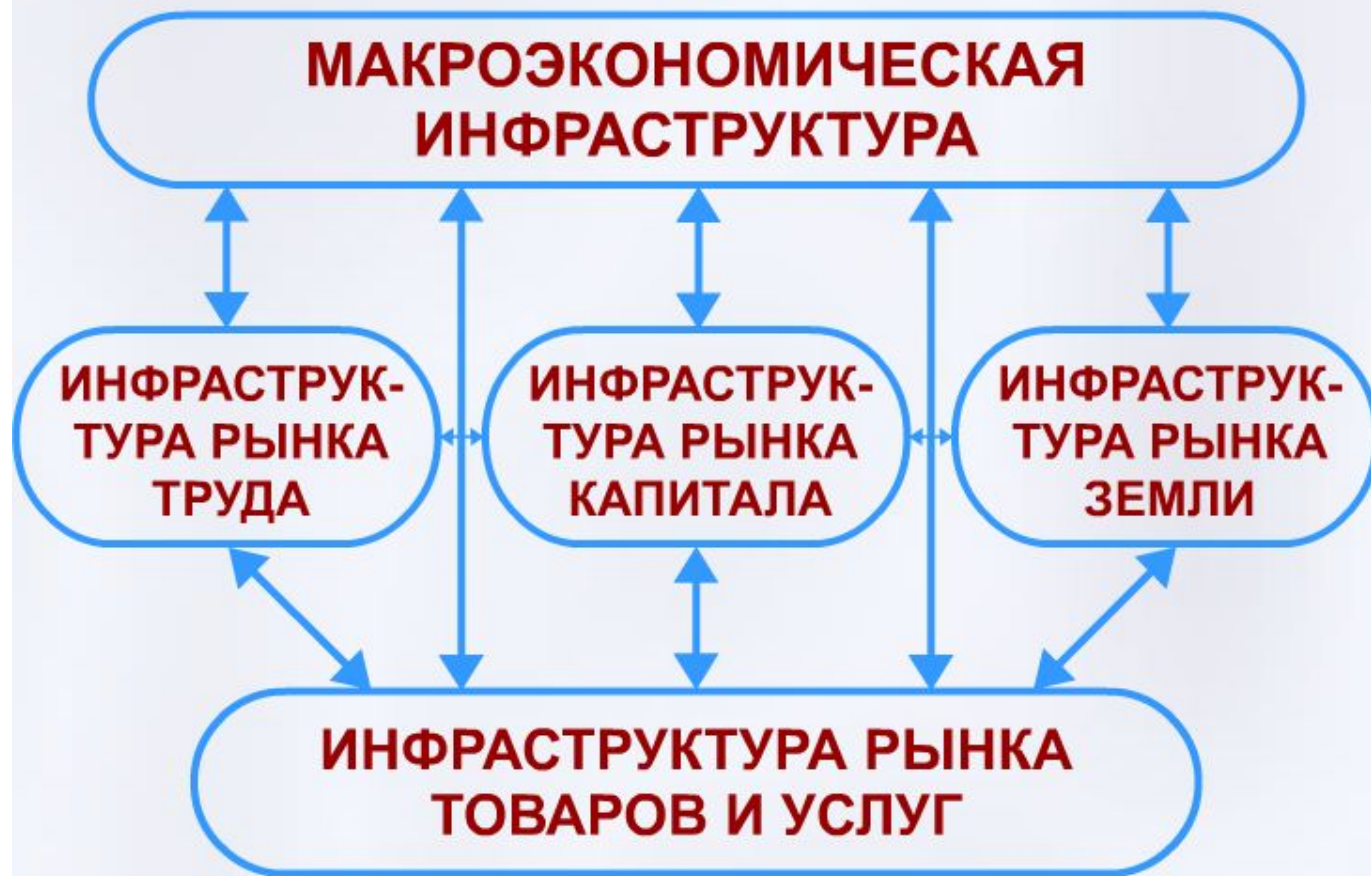 МАКРОЭКОНОМИЧЕСКАЯ
ИНФРАСТРУКТУРА
ИНФРАСТРУК-
ТУРА РЫНКА
ТРУДА
ИНФРАСТРУК-
ТУРА РЫНКА
КАПИТАЛА
ИНФРАСТРУК-
ТУРА РЫНКА
ЗЕМЛИ
ИНФРАСТРУКТУРА РЫНКА
ТОВАРОВ И УСЛУГ